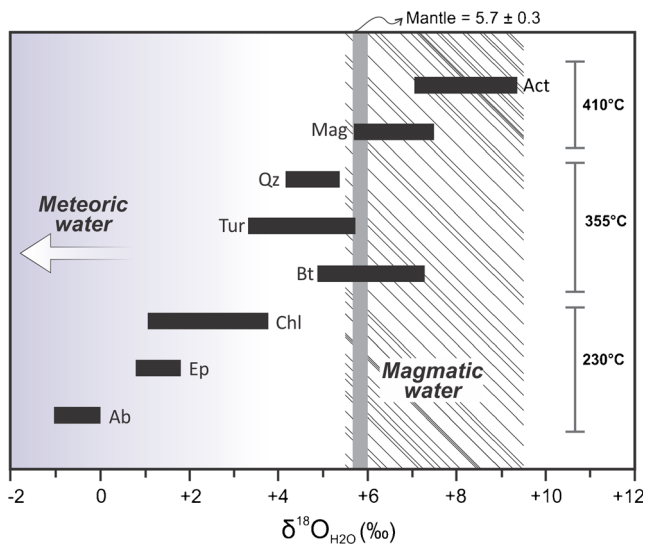 Mantle = 5.7 ± 0.3
Act
410°C
Mag
Qz
Meteoric
water
Tur
355°C
Bt
Chl
Ep
Magmatic
water
230°C
Ab
-2 0 +2 +4 +6 +8 +10 +12
δ¹⁸O_H2O (‰)